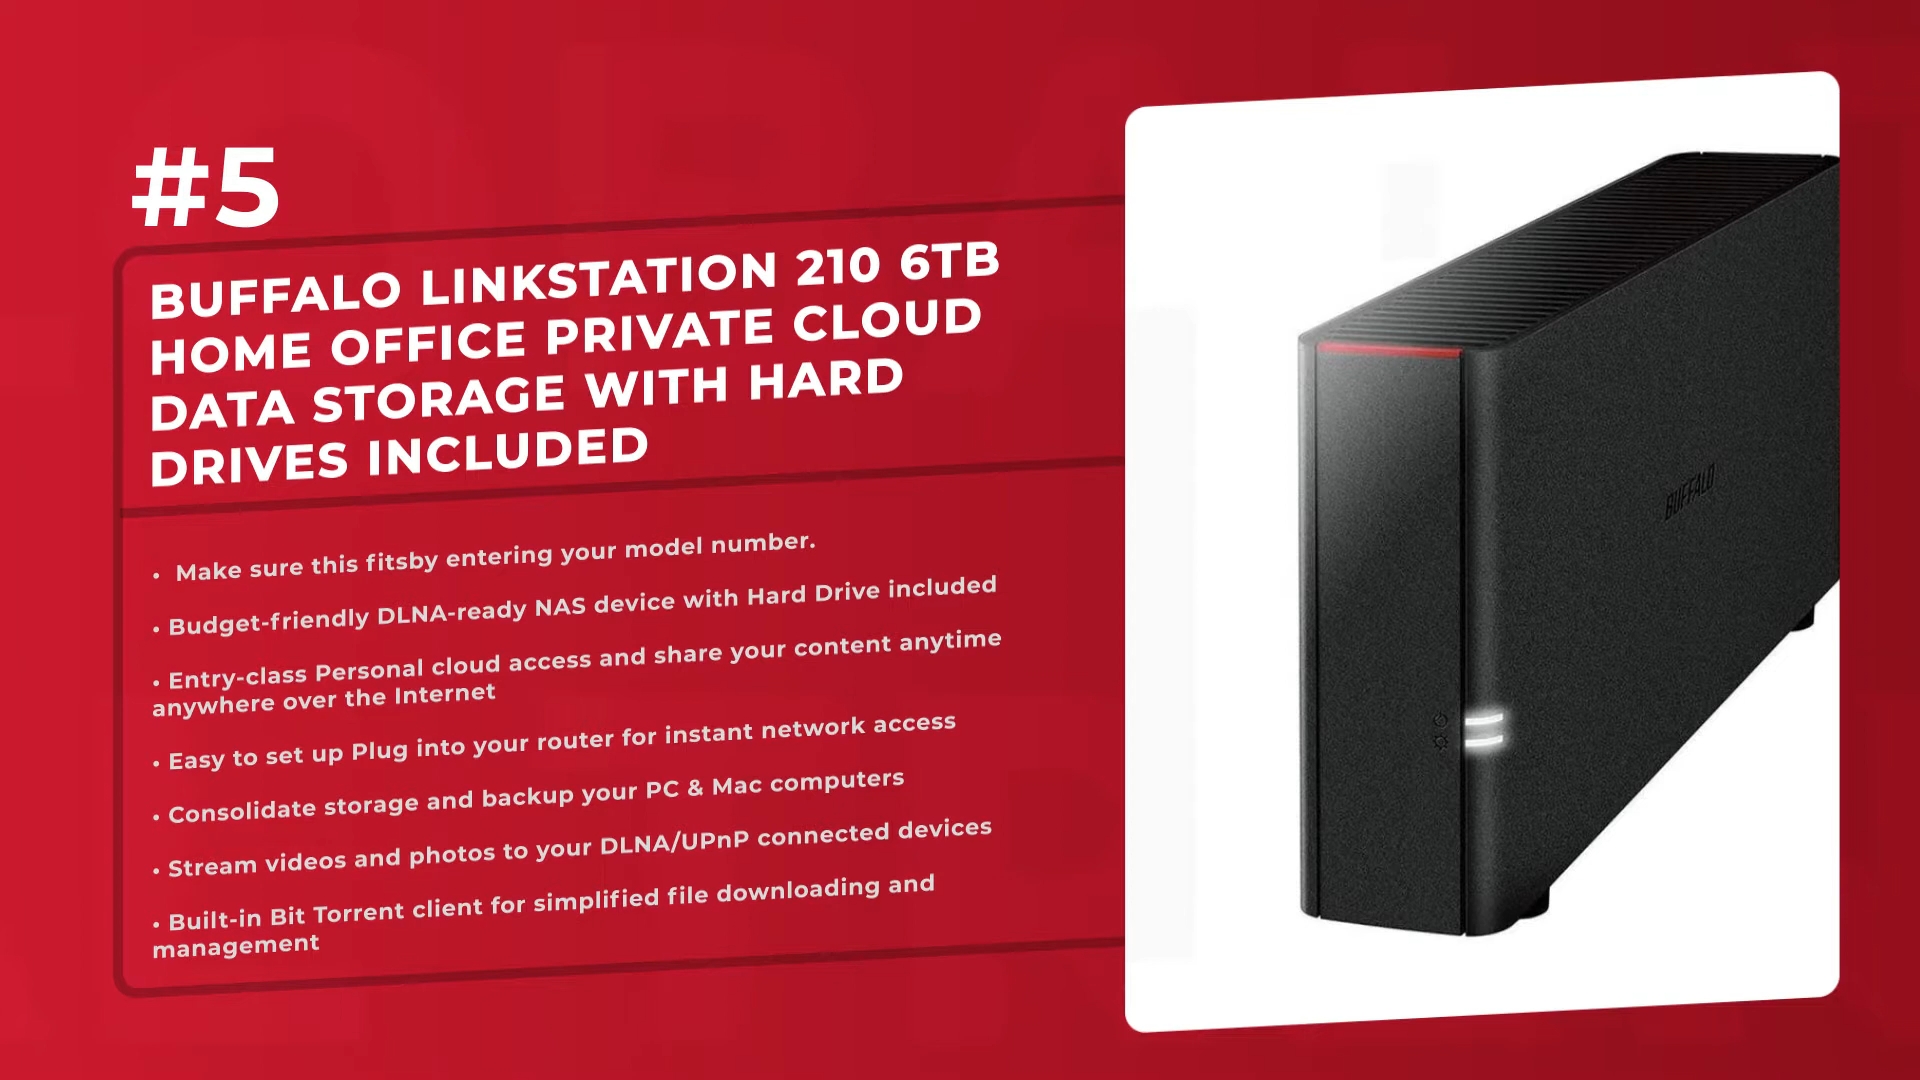 #5
BUFFALO LINKSTATION 210 6TB
HOME OFFICE PRIVATE CLOUD
DATA STORAGE WITH HARD
DRIVES INCLUDED
• Make sure this fitsby entering your model number.
• Budget-friendly DLNA-ready NAS device with Hard Drive included
• Entry-class Personal cloud access and share your content anytime
anywhere over the Internet
• Easy to set up Plug into your router for instant network access
• Consolidate storage and backup your PC & Mac computers
• Stream videos and photos to your DLNA/UPnP connected devices
• Built-in Bit Torrent client for simplified file downloading and
management
BUFFALO